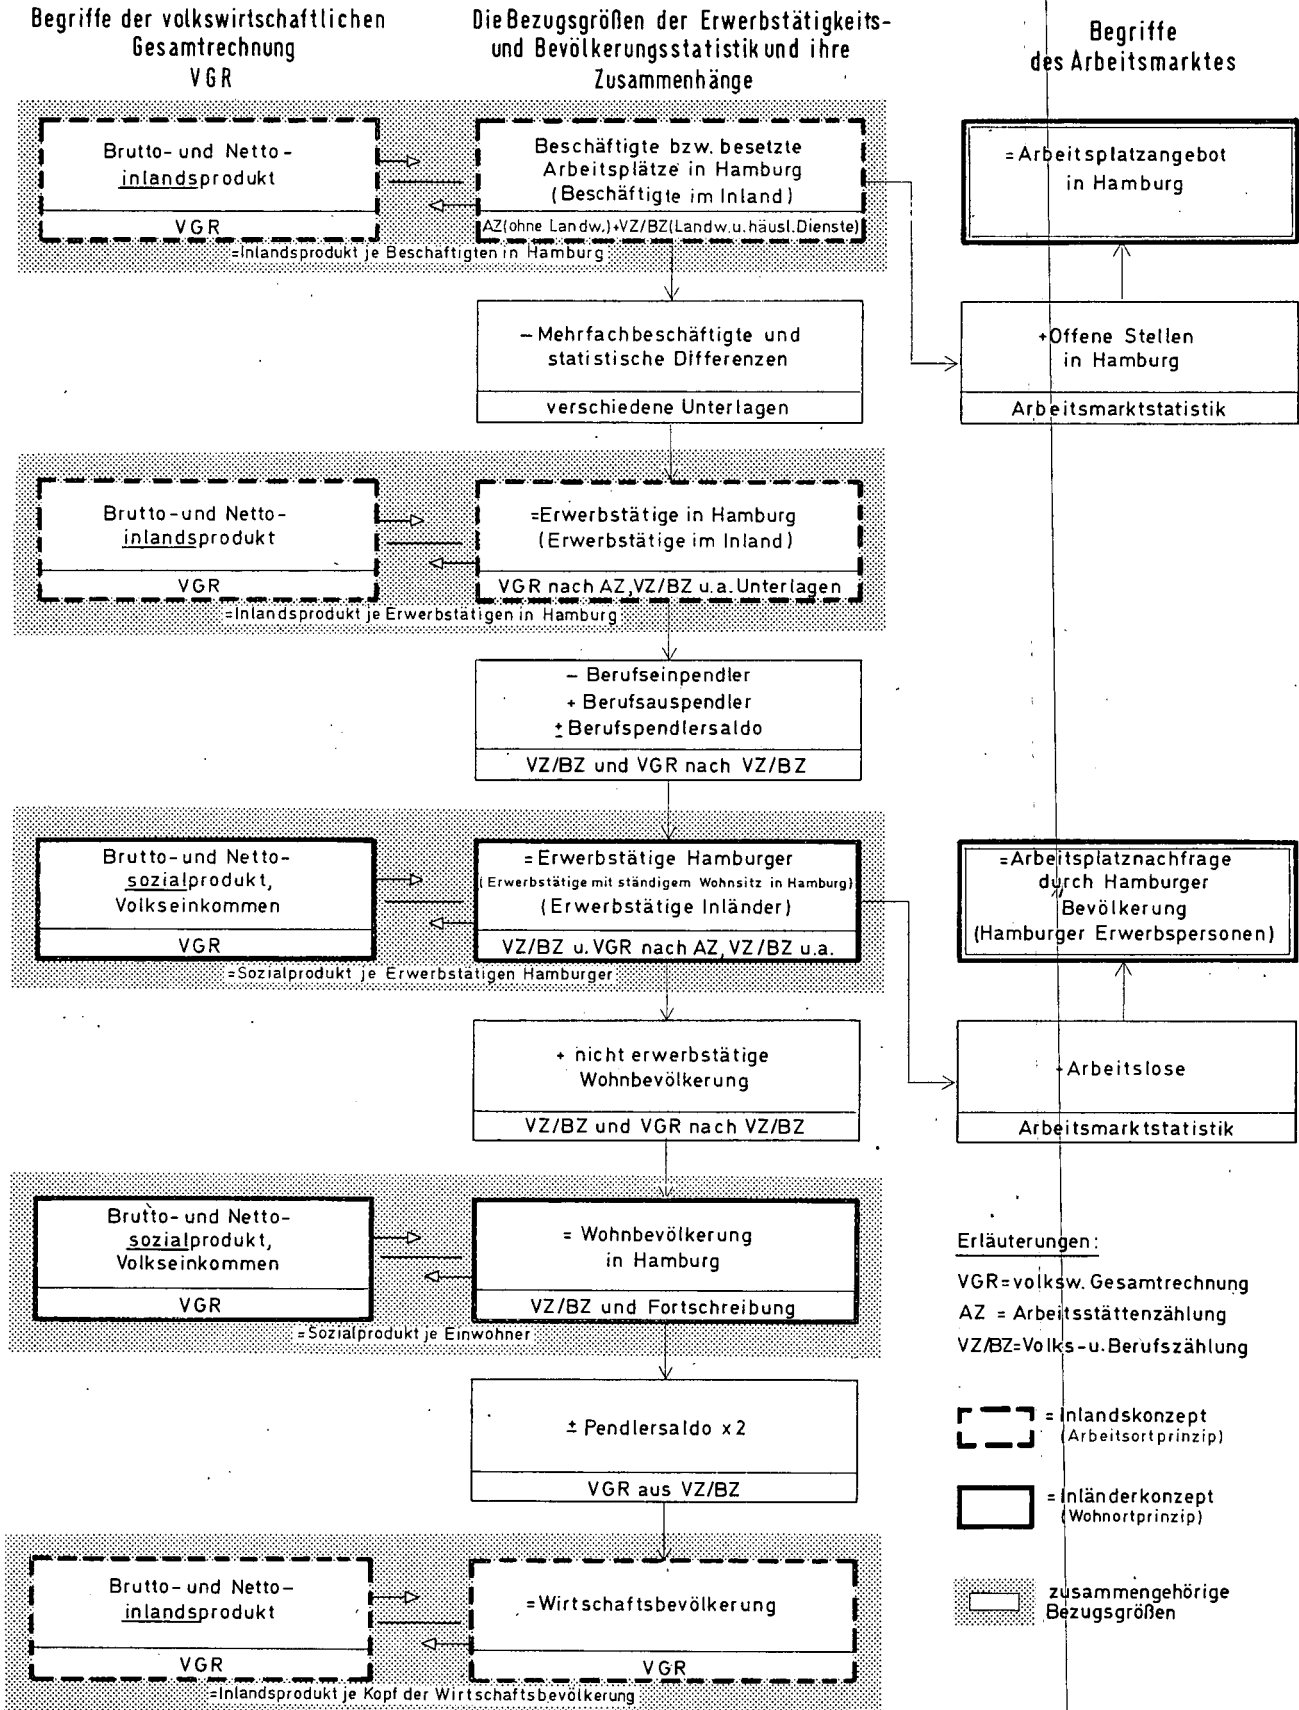 Begriffe der volkswirtschaftlichen
Gesamtrechnung
VGR
Die Bezugsgrößen der Erwerbstätigkeits-
und Bevölkerungsstatistik und ihre
Zusammenhänge
Begriffe
des Arbeitsmarktes
Brutto- und Netto-
inlandsprodukt
VGR
Beschäftigte bzw. besetzte
Arbeitsplätze in Hamburg
(Beschäftigte im Inland)
AZ(ohne Landw.)+VZ/BZ(Landw.u.häusl.Dienste)
=Inlandsprodukt je Beschäftigten in Hamburg
=Arbeitsplatzangebot
in Hamburg
- Mehrfachbeschäftigte und
statistische Differenzen
verschiedene Unterlagen
+Offene Stellen
in Hamburg
Arbeitsmarktstatistik
Brutto- und Netto-
inlandsprodukt
VGR
=Erwerbstätige in Hamburg
(Erwerbstätige im Inland)
VGR nach AZ,VZ/BZ u.a.Unterlagen
=Inlandsprodukt je Erwerbstätigen in Hamburg
- Berufseinpendler
+ Berufsauspendler
± Berufspendlersaldo
VZ/BZ und VGR nach VZ/BZ
Brutto- und Netto-
sozialprodukt,
Volkseinkommen
VGR
= Erwerbstätige Hamburger
(Erwerbstätige mit ständigem Wohnsitz in Hamburg)
(Erwerbstätige Inländer)
VZ/BZ u. VGR nach AZ, VZ/BZ u.a.
=Sozialprodukt je Erwerbstätigen Hamburger
=Arbeitsplatznachfrage
durch Hamburger
Bevölkerung
(Hamburger Erwerbspersonen)
+ nicht erwerbstätige
Wohnbevölkerung
VZ/BZ und VGR nach VZ/BZ
+Arbeitslose
Arbeitsmarktstatistik
Brutto- und Netto-
sozialprodukt,
Volkseinkommen
VGR
= Wohnbevölkerung
in Hamburg
VZ/BZ und Fortschreibung
=Sozialprodukt je Einwohner
± Pendlersaldo x2
VGR aus VZ/BZ
Brutto- und Netto-
inlandsprodukt
VGR
=Wirtschaftsbevölkerung
VGR
=Inlandsprodukt je Kopf der Wirtschaftsbevölkerung
Erläuterungen:
VGR=volksw. Gesamtrechnung
AZ = Arbeitsstättenzählung
VZ/BZ=Volks-u.Berufszählung
= Inlandskonzept
(Arbeitsortprinzip)
= Inländerkonzept
(Wohnortprinzip)
zusammengehörige
Bezugsgrößen